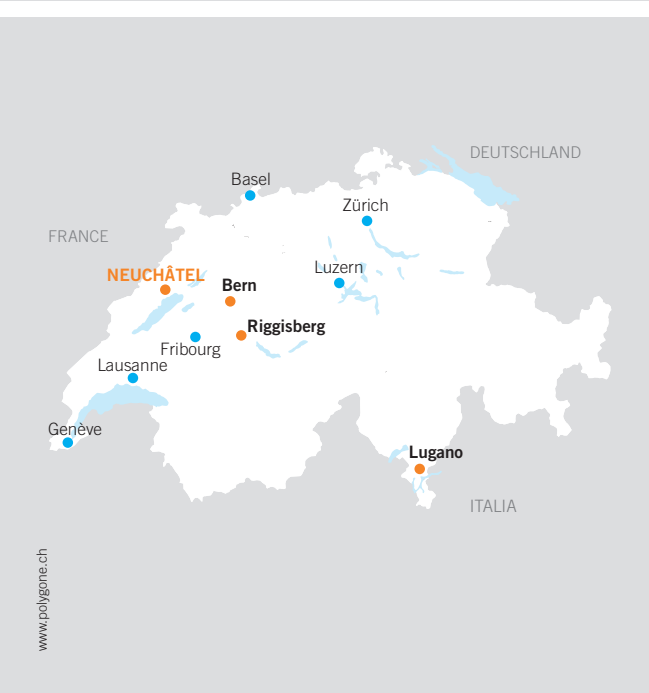 DEUTSCHLAND
Basel
Zürich
FRANCE
Luzern
NEUCHÂTEL
Bern
Riggisberg
Fribourg
Lausanne
Genève
Lugano
ITALIA
www.polygone.ch